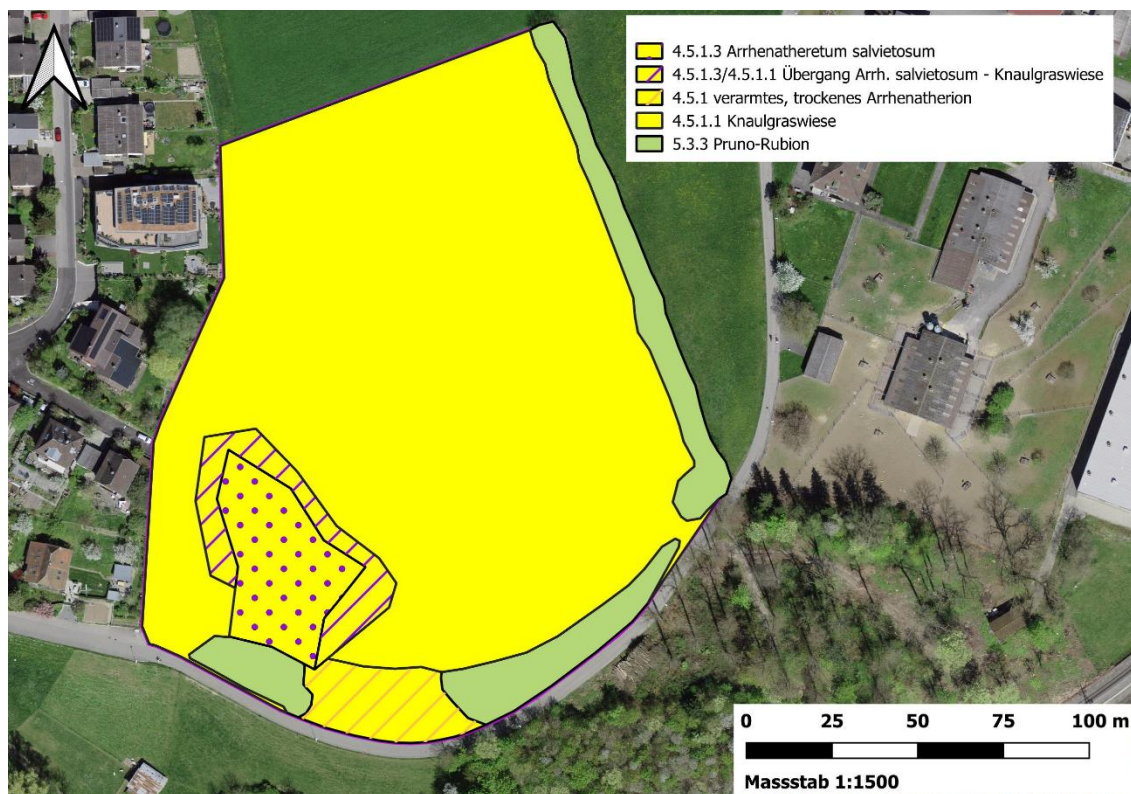 4.5.1.3 Arrhenatheretum salvietosum
4.5.1.3/4.5.1.1 Übergang Arrh. salvietosum - Knaulgraswiese
4.5.1 verarmtes, trockenes Arrhenatherion
4.5.1.1 Knaulgraswiese
5.3.3 Pruno-Rubion
0 25 50 75 100 m
Massstab 1:1500